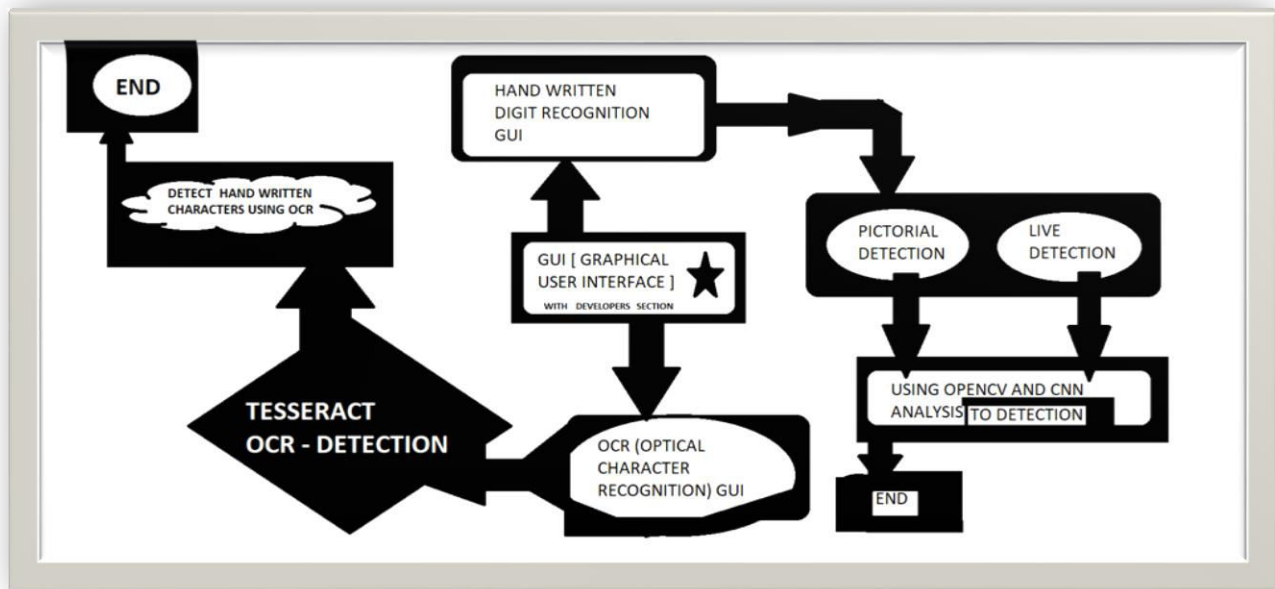 END
DETECT HAND WRITTEN
CHARACTERS USING OCR
TESSERACT
OCR - DETECTION
HAND WRITTEN
DIGIT RECOGNITION
GUI
GUI [ GRAPHICAL
USER INTERFACE ]
WITH DEVELOPERS SECTION
OCR (OPTICAL
CHARACTER
RECOGNITION) GUI
PICTORIAL
DETECTION
LIVE
DETECTION
USING OPENCV AND CNN
ANALYSIS TO DETECTION
END